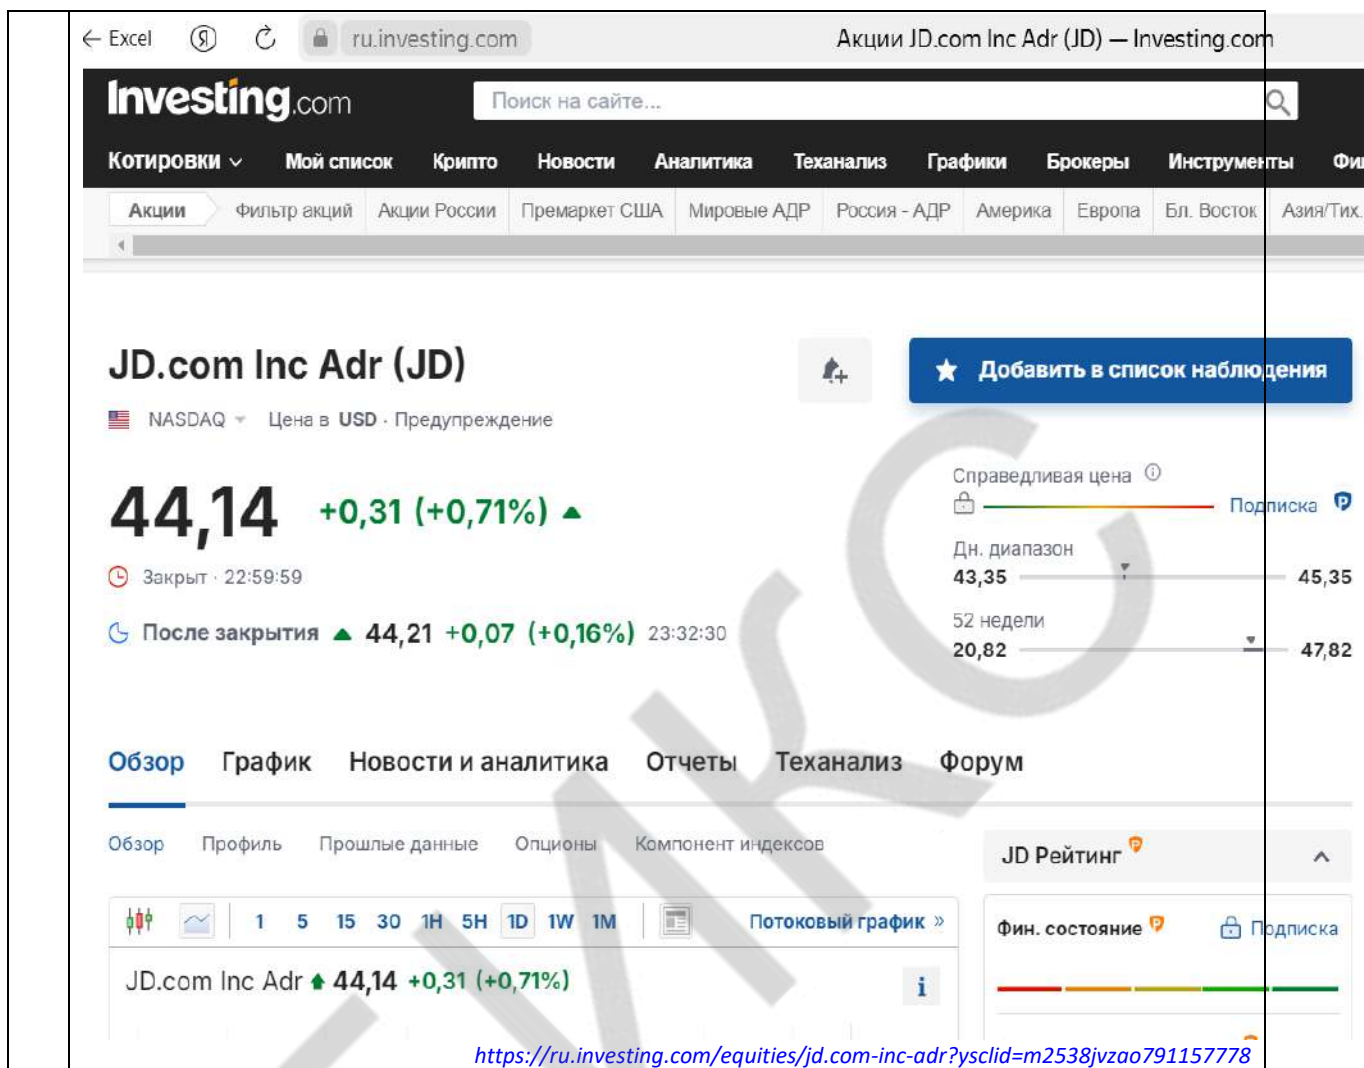 ← Excel Я ru.investing.com Акции JD.com Inc Adr (JD) — Investing.com
Investing.com Поиск на сайте...
Котировки Мой список Крипто Новости Аналитика Теханализ Графики Брокеры Инструменты
Акции Фильтр акций Акции России Премаркет США Мировые АДР Россия - АДР Америка Европа Бл. Восток Азия/Тих.
JD.com Inc Adr (JD)
Добавить в список наблюдения
NASDAQ Цена в USD · Предупреждение
Справедливая цена
44,14 +0,31 (+0,71%)
Подписка
Дн. диапазон
Закрыт · 22:59:59
43,35 45,35
52 недели
После закрытия 44,21 +0,07 (+0,16%) 23:32:30
20,82 47,82
Обзор График Новости и аналитика Отчеты Теханализ Форум
Обзор Профиль Прошлые данные Опционы Компонент индексов
JD Рейтинг
1 5 15 30 1H 5H 1D 1W 1M Потоковый график »
Фин. состояние Подписка
JD.com Inc Adr 44,14 +0,31 (+0,71%) i
https://ru.investing.com/equities/jd.com-inc-adr?ysclid=m2538jvzao791157778